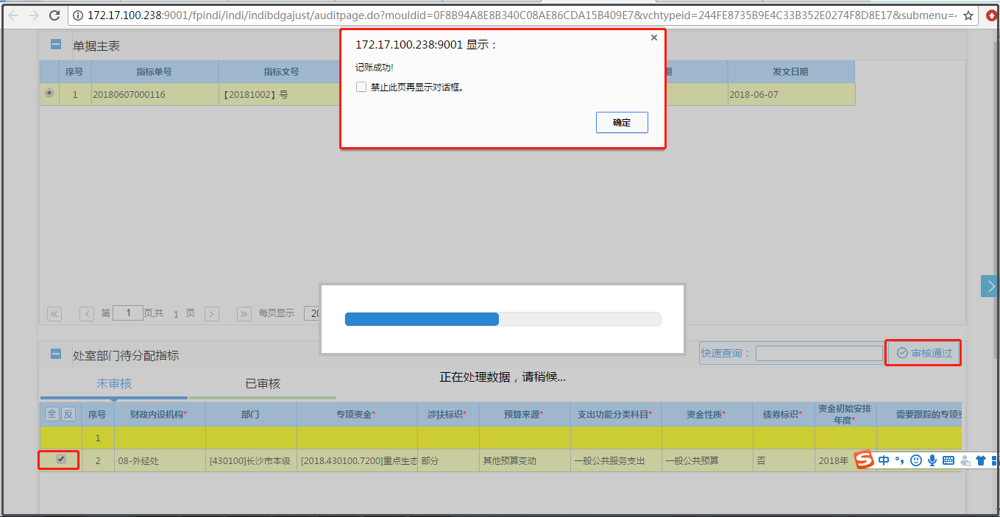 172.17.100.238:9001/fpindi/indi/indibdgajust/auditpage.do?mouldid=0F8B94A8E8B340C08AE86CDA15B409E7&vchtypeid=244FE8735B9E4C33B352E0274F8D8E17&submenu=
172.17.100.238:9001 显示：
记账成功!
禁止此页再显示对话框。
确定
单据主表
序号 指标单号 指标文号 期 发文日期
1 20180607000116 【20181002】号 2018-06-07
第 1 页,共 1 页 每页显示 20
处室部门待分配指标
快速查询： 审核通过
正在处理数据，请稍候...
未审核 已审核
全 反 序号 财政内设机构* 部门 专项资金* 涉扶标识* 预算来源* 支出功能分类科目* 资金性质* 债券标识* 资金初始安排年度* 需要跟踪的专项资
1
2 08-外经处 [430100]长沙市本级 [2018.430100.7200]重点生态 部分 其他预算变动 一般公共服务支出 一般公共预算 否 2018年
中